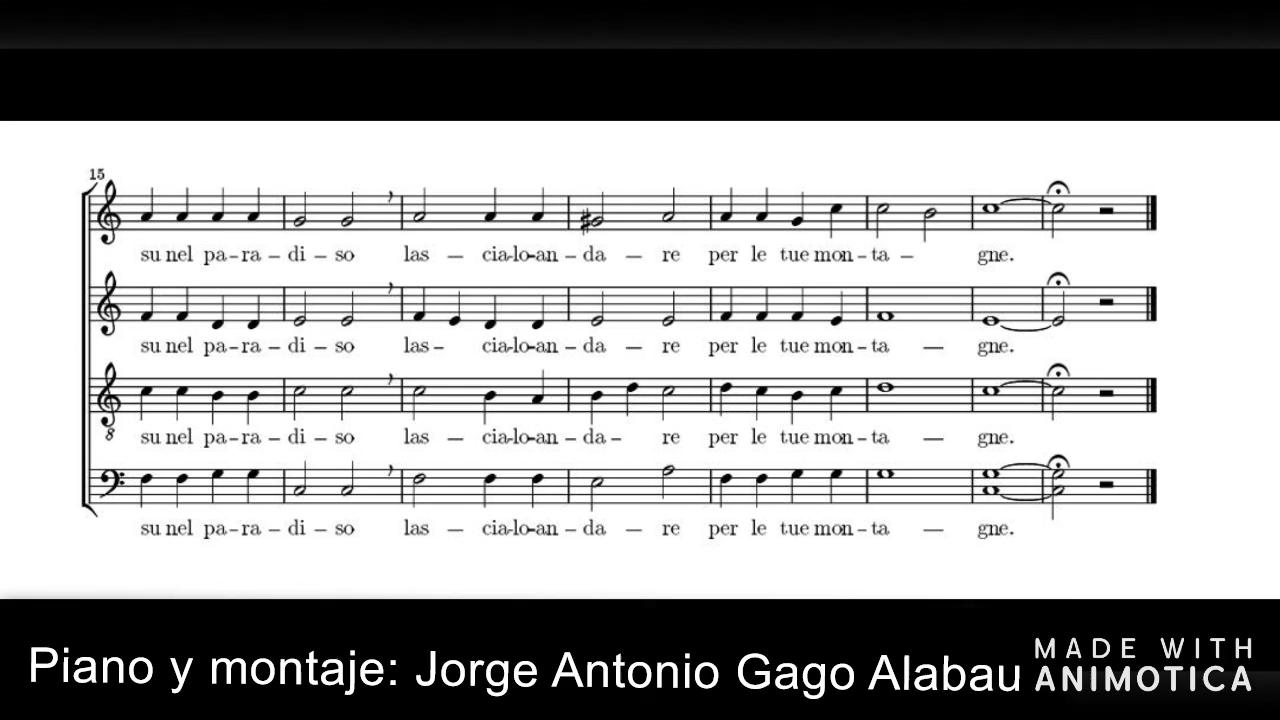 15
su nel pa – ra – di – so las – cia-lo-an – da – re per le tue mon – ta – gne.
su nel pa – ra – di – so las – cia-lo-an – da – re per le tue mon – ta – gne.
8
su nel pa – ra – di – so las – cia-lo-an – da – re per le tue mon – ta – gne.
su nel pa – ra – di – so las – cia-lo-an – da – re per le tue mon – ta – gne.
Piano y montaje: Jorge Antonio Gago Alabau
MADE WITH
ANIMOTICA